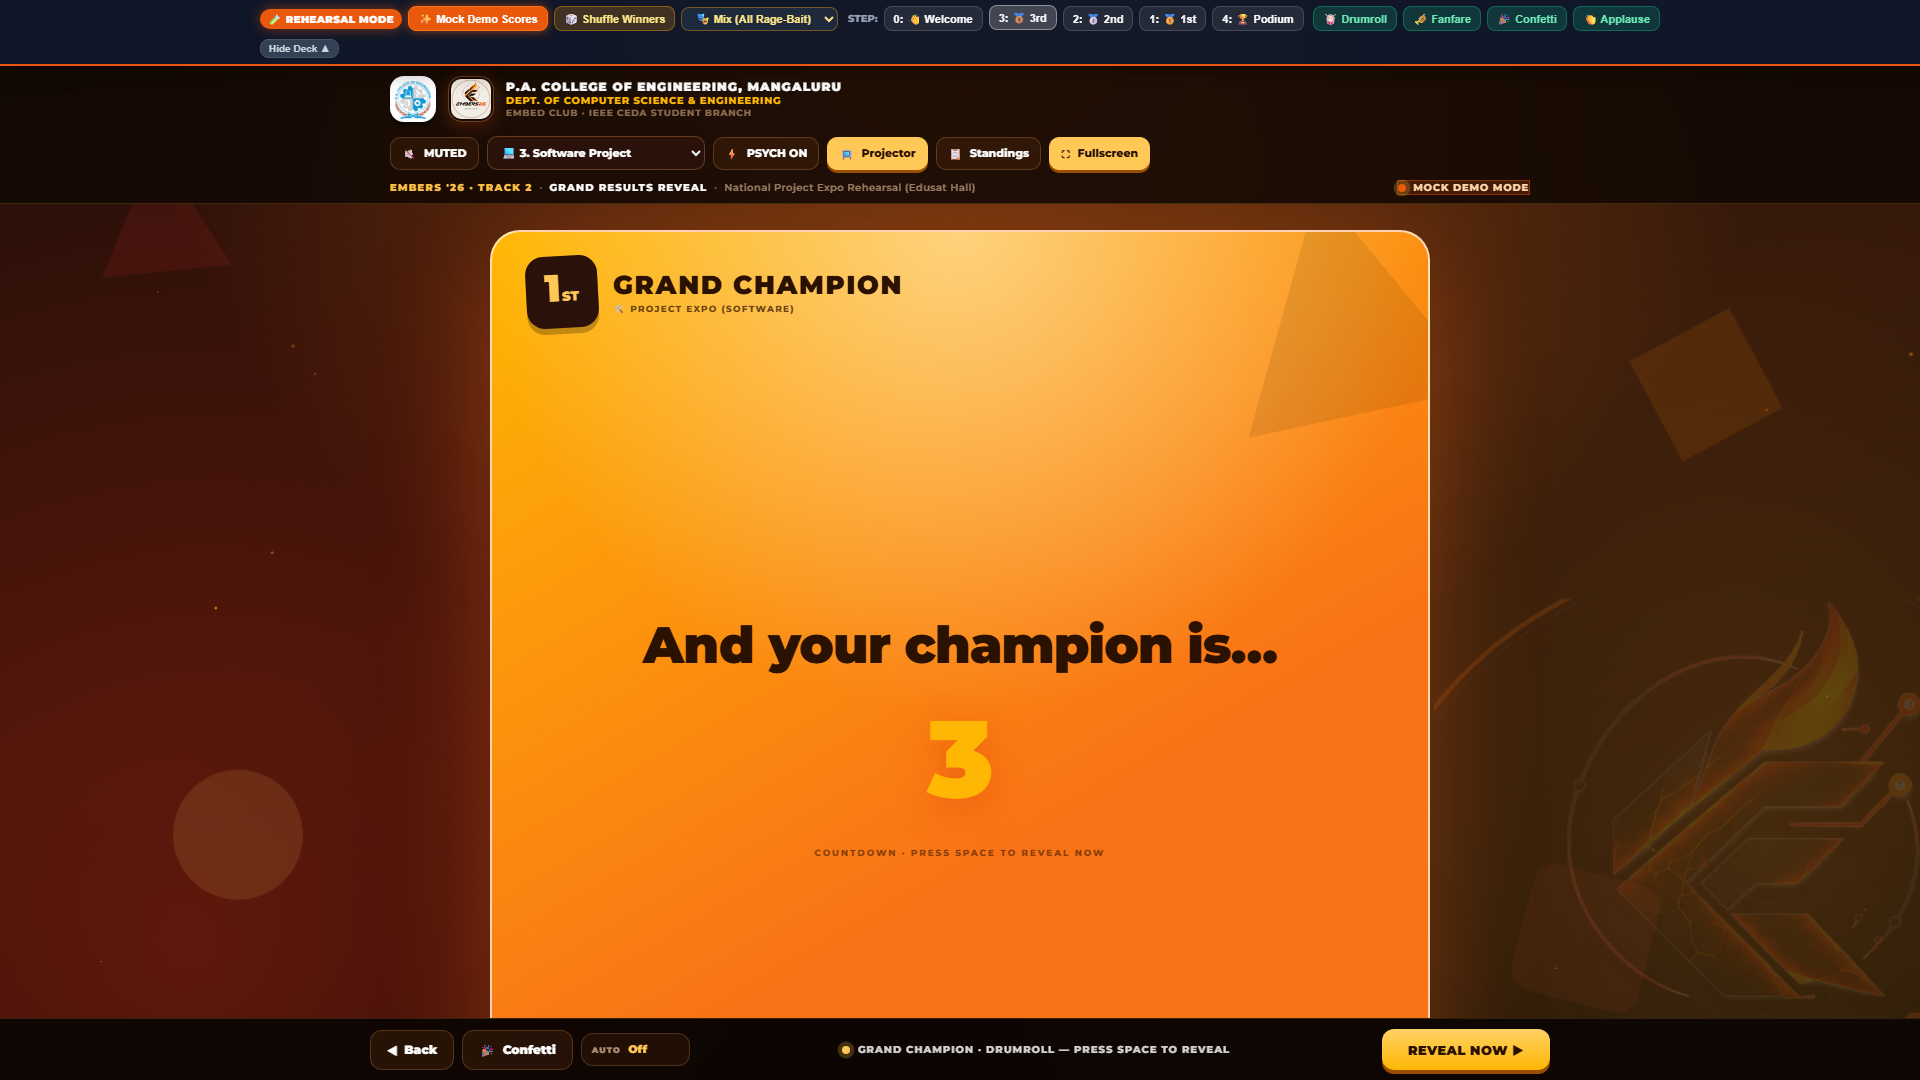 REHEARSAL MODE
Mock Demo Scores
Shuffle Winners
Mix (All Rage-Bait)
STEP:
0: Welcome
3: 3rd
2: 2nd
1: 1st
4: Podium
Drumroll
Fanfare
Confetti
Applause
Hide Deck ▲
P.A. COLLEGE OF ENGINEERING, MANGALURU
DEPT. OF COMPUTER SCIENCE & ENGINEERING
EMBED CLUB · IEEE CEDA STUDENT BRANCH
MUTED
3. Software Project
PSYCH ON
Projector
Standings
Fullscreen
EMBERS '26 • TRACK 2 · GRAND RESULTS REVEAL · National Project Expo Rehearsal (Edusat Hall)
MOCK DEMO MODE
1ST
GRAND CHAMPION
PROJECT EXPO (SOFTWARE)
And your champion is...
3
COUNTDOWN · PRESS SPACE TO REVEAL NOW
◀ Back
Confetti
AUTO Off
GRAND CHAMPION · DRUMROLL — PRESS SPACE TO REVEAL
REVEAL NOW ▶